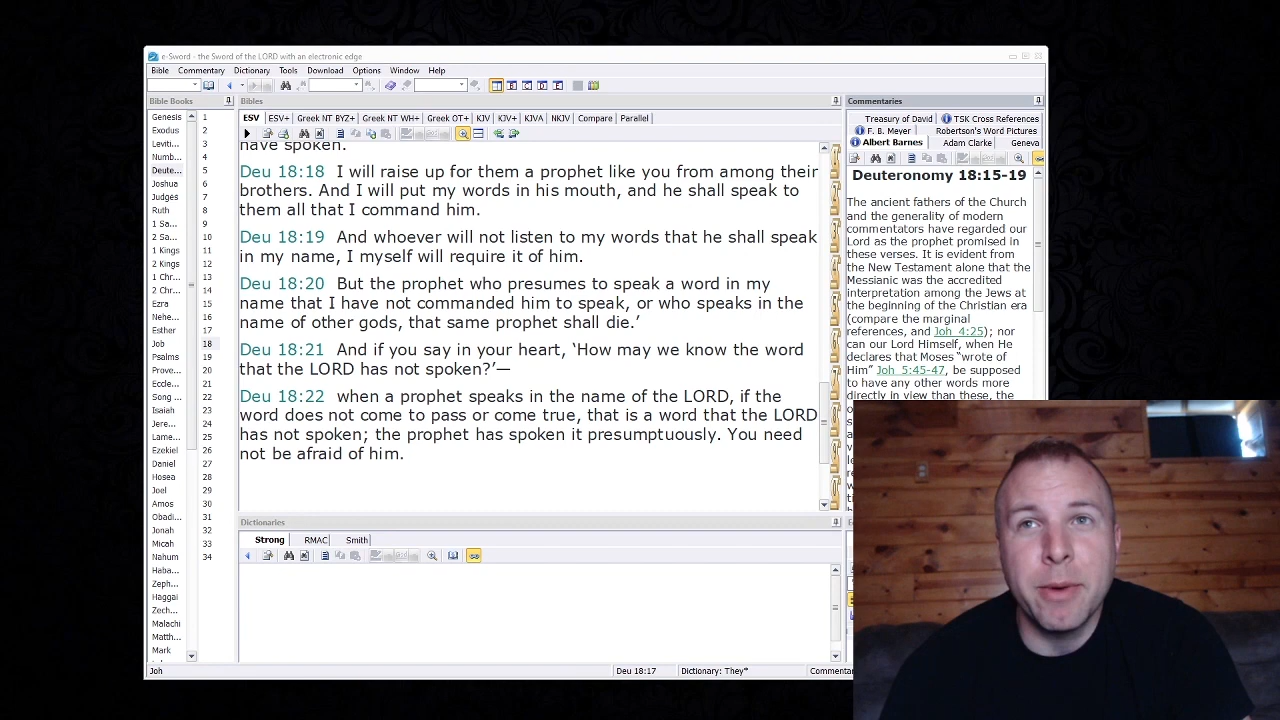 e-Sword - the Sword of the LORD with an electronic edge
Bible Commentary Dictionary Tools Download Options Window Help
Bible Books
Genesis
Exodus
Leviti...
Numb...
Deute...
Joshua
Judges
Ruth
1 Sa...
2 Sa...
1 Kings
2 Kings
1 Chr...
2 Chr...
Ezra
Nehe...
Esther
Job
Psalms
Prove...
Eccle...
Song ...
Isaiah
Jere...
Lame...
Ezekiel
Daniel
Hosea
Joel
Amos
Obadi...
Jonah
Micah
Nahum
Haba...
Zeph...
Haggai
Zech...
Malachi
Matth...
Mark
1
2
3
4
5
6
7
8
9
10
11
12
13
14
15
16
17
18
19
20
21
22
23
24
25
26
27
28
29
30
31
32
33
34
Bibles
ESV ESV+ Greek NT BYZ+ Greek NT WH+ Greek OT+ KJV KJV+ KJVA NKJV Compare Parallel
have spoken.
Deu 18:18 I will raise up for them a prophet like you from among their
brothers. And I will put my words in his mouth, and he shall speak to
them all that I command him.
Deu 18:19 And whoever will not listen to my words that he shall speak
in my name, I myself will require it of him.
Deu 18:20 But the prophet who presumes to speak a word in my
name that I have not commanded him to speak, or who speaks in the
name of other gods, that same prophet shall die.’
Deu 18:21 And if you say in your heart, ‘How may we know the word
that the LORD has not spoken?’—
Deu 18:22 when a prophet speaks in the name of the LORD, if the
word does not come to pass or come true, that is a word that the LORD
has not spoken; the prophet has spoken it presumptuously. You need
not be afraid of him.
Dictionaries
Strong RMAC Smith
Commentaries
Treasury of David TSK Cross References
F. B. Meyer Robertson's Word Pictures
Albert Barnes Adam Clarke Geneva
Deuteronomy 18:15-19
The ancient fathers of the Church
and the generality of modern
commentators have regarded our
Lord as the prophet promised in
these verses. It is evident from
the New Testament alone that the
Messianic was the accredited
interpretation among the Jews at
the beginning of the Christian era
(compare the marginal
references, and Joh_4:25); nor
can our Lord Himself, when He
declares that Moses “wrote of
Him” Joh_5:45-47, be supposed
to have any other words more
directly in view than these, the
Joh Deu 18:17 Dictionary: They* Commentar